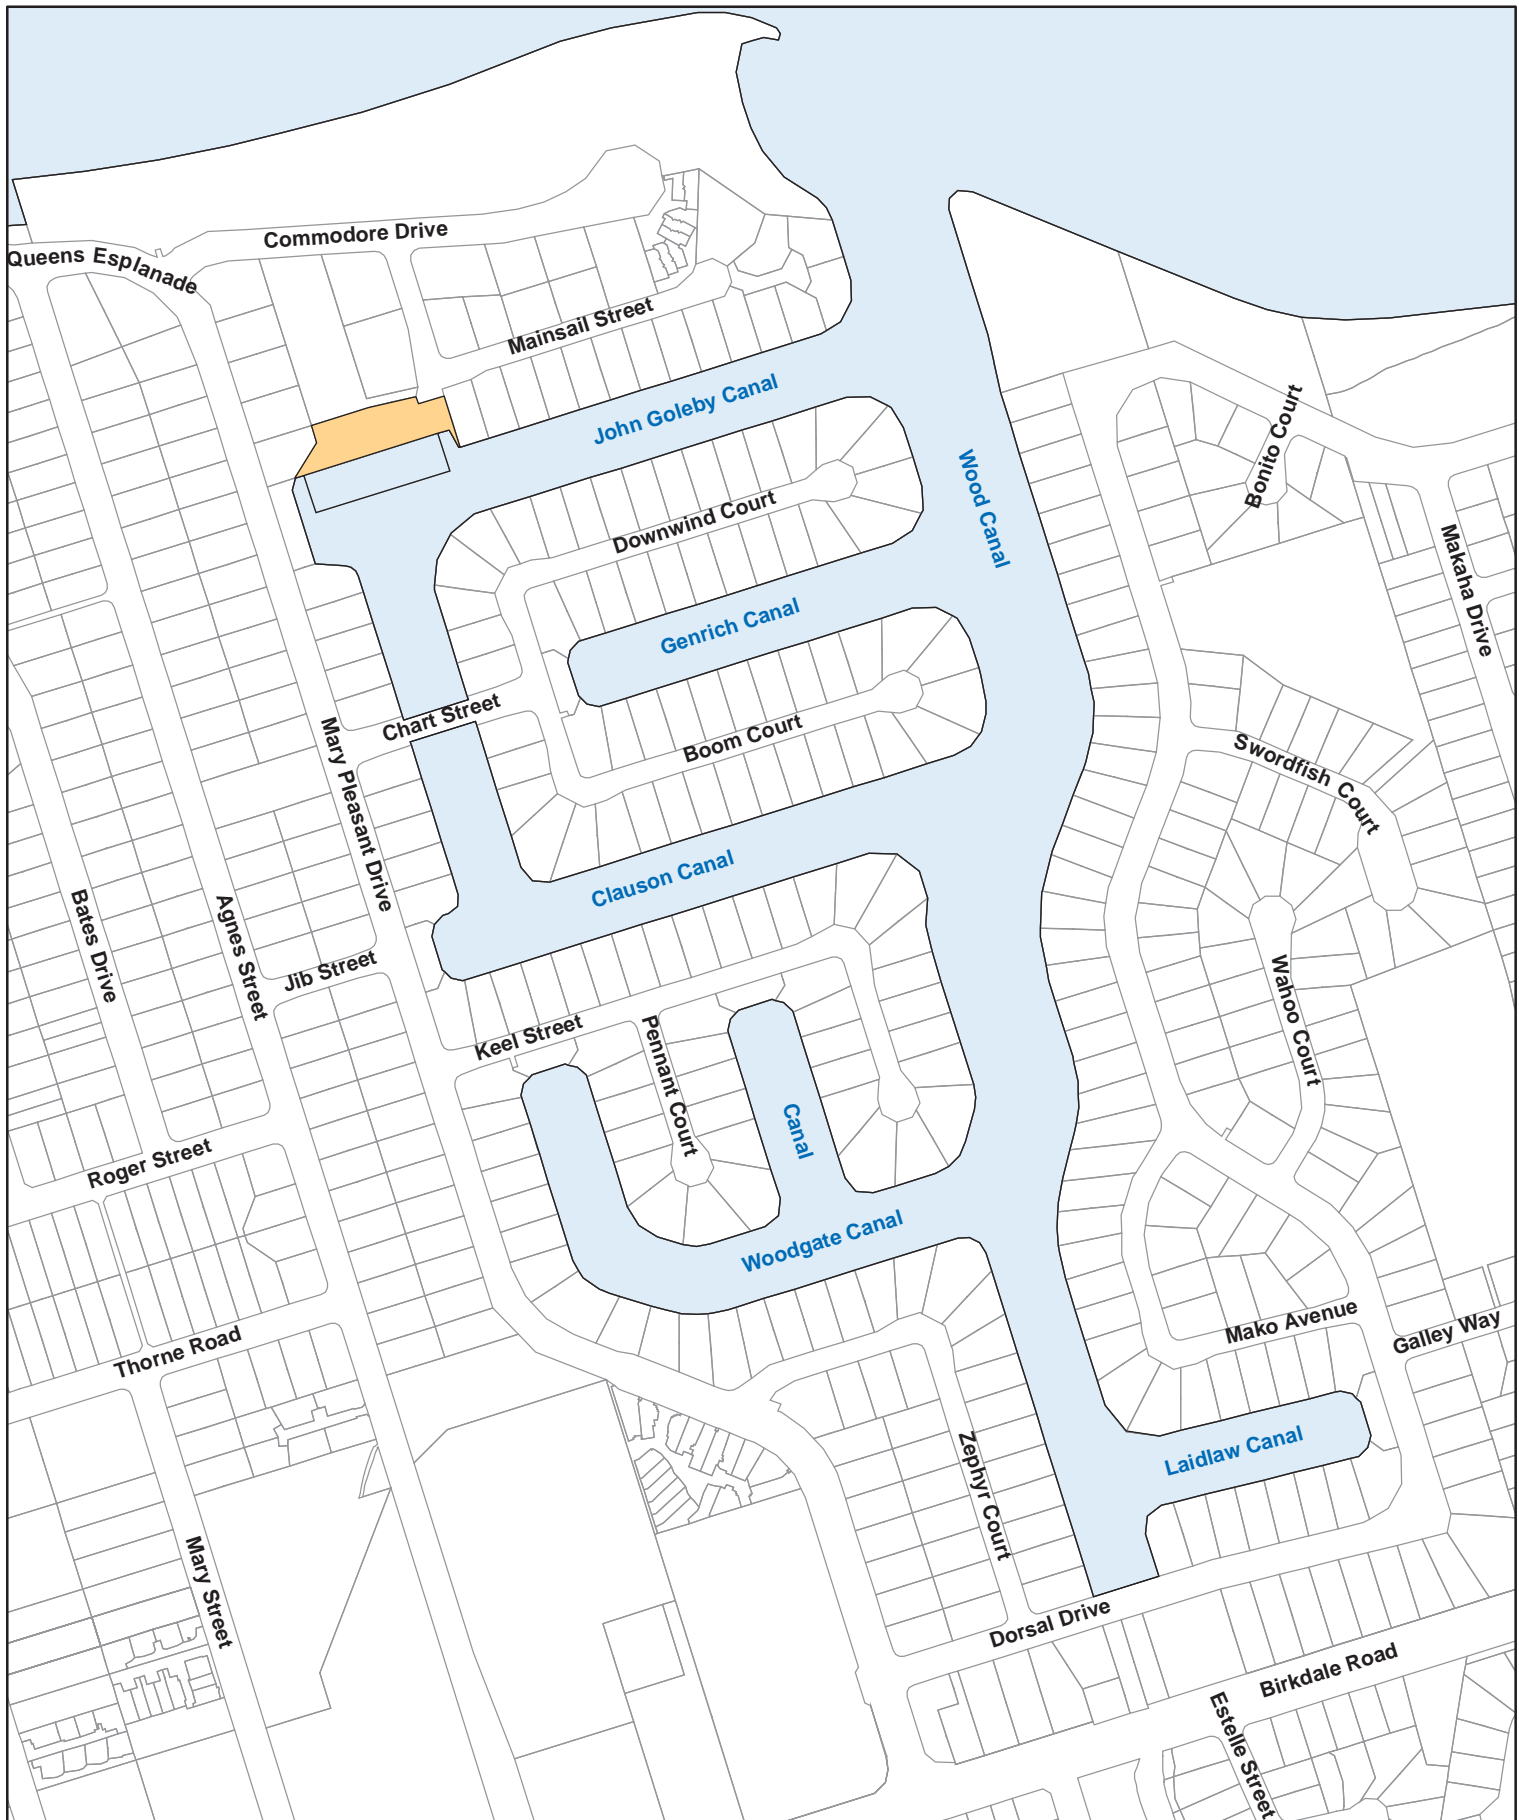 Commodore Drive
Queens Esplanade
Mainsail Street
John Goleby Canal
Bonito Court
Wood Canal
Downwind Court
Makaha Drive
Genrich Canal
Chart Street
Boom Court
Mary Pleasant Drive
Swordfish Court
Clauson Canal
Bates Drive
Agnes Street
Jib Street
Wahoo Court
Keel Street
Pennant Court
Canal
Roger Street
Woodgate Canal
Mako Avenue
Galley Way
Thorne Road
Zephyr Court
Laidlaw Canal
Mary Street
Dorsal Drive
Birkdale Road
Estelle Street